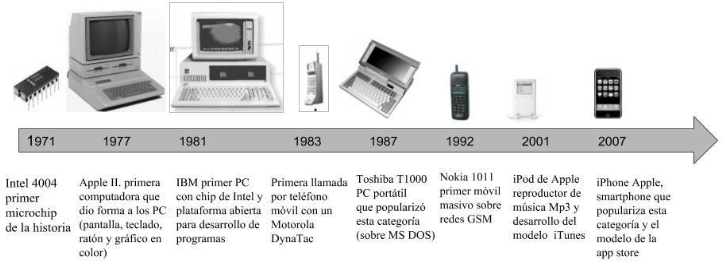 1971
1977
1981
1983
1987
1992
2001
2007
Intel 4004
primer
microchip
de la historia
Apple II. primera
computadora que
dio forma a los PC
(pantalla, teclado,
ratón y gráfico en
color)
IBM primer PC
con chip de Intel y
plataforma abierta
para desarrollo de
programas
Primera llamada
por teléfono
móvil con un
Motorola
DynaTac
Toshiba T1000
PC portátil
que popularizó
esta categoría
(sobre MS DOS)
Nokia 1011
primer móvil
masivo sobre
redes GSM
iPod de Apple
reproductor de
música Mp3 y
desarrollo del
modelo iTunes
iPhone Apple,
smartphone que
populariza esta
categoría y el
modelo de la
app store